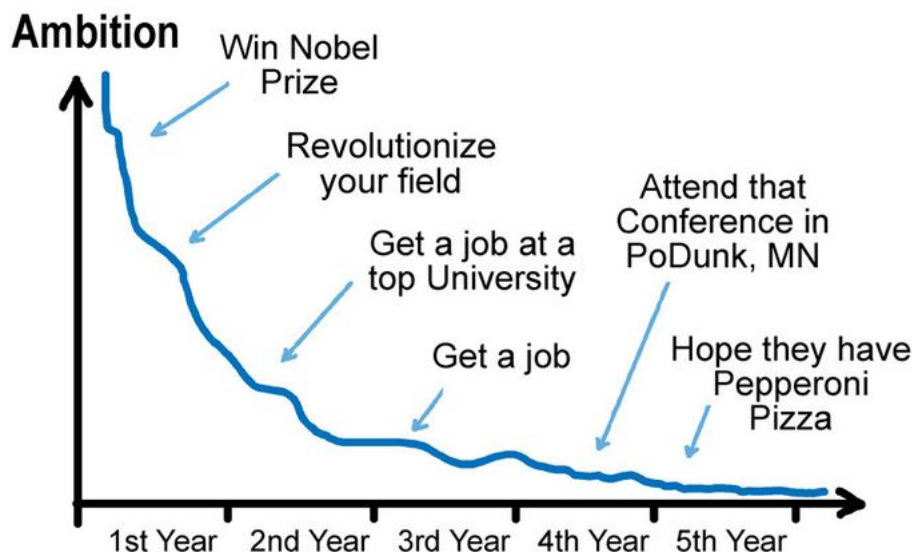 Ambition
Win Nobel
Prize
Revolutionize
your field
Get a job at a
top University
Get a job
Attend that
Conference in
PoDunk, MN
Hope they have
Pepperoni
Pizza
1st Year 2nd Year 3rd Year 4th Year 5th Year